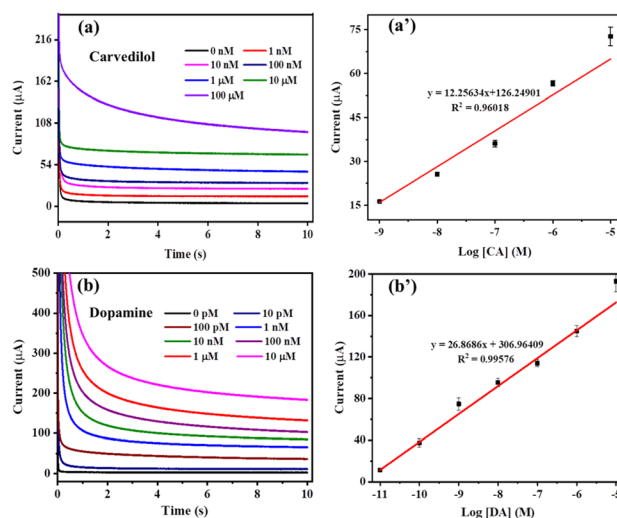 (a)
Carvedilol
0 nM 1 nM
10 nM 100 nM
1 μM 10 μM
100 μM
Current (μA)
216
162
108
54
0
0 2 4 6 8 10
Time (s)
(a')
y = 12.25634x+126.24901
R² = 0.96018
Current (μA)
75
60
45
30
15
-9 -8 -7 -6 -5
Log [CA] (M)
(b)
Dopamine
0 pM 10 pM
100 pM 1 nM
10 nM 100 nM
1 μM 10 μM
Current (μA)
500
400
300
200
100
0
0 2 4 6 8 10
Time (s)
(b')
y = 26.8686x + 306.96409
R² = 0.99576
Current (μA)
200
160
120
80
40
0
-11 -10 -9 -8 -7 -6 -5
Log [DA] (M)